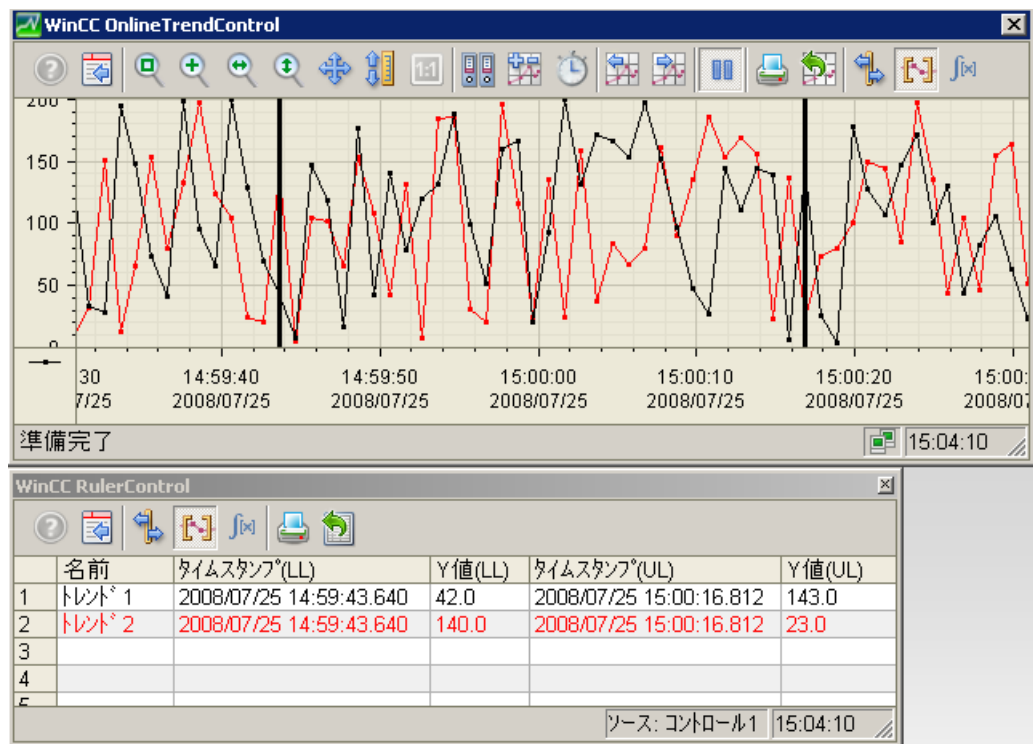 WinCC OnlineTrendControl
1:1
200
150
100
50
0
30 14:59:40 14:59:50 15:00:00 15:00:10 15:00:20 15:00:
7/25 2008/07/25 2008/07/25 2008/07/25 2008/07/25 2008/07/25 2008/0
準備完了 15:04:10
WinCC RulerControl
名前 タイムスタンプ(LL) Y値(LL) タイムスタンプ(UL) Y値(UL)
1 トレンド 1 2008/07/25 14:59:43.640 42.0 2008/07/25 15:00:16.812 143.0
2 トレンド 2 2008/07/25 14:59:43.640 140.0 2008/07/25 15:00:16.812 23.0
3
4
5
ソース: コントロール1 15:04:10